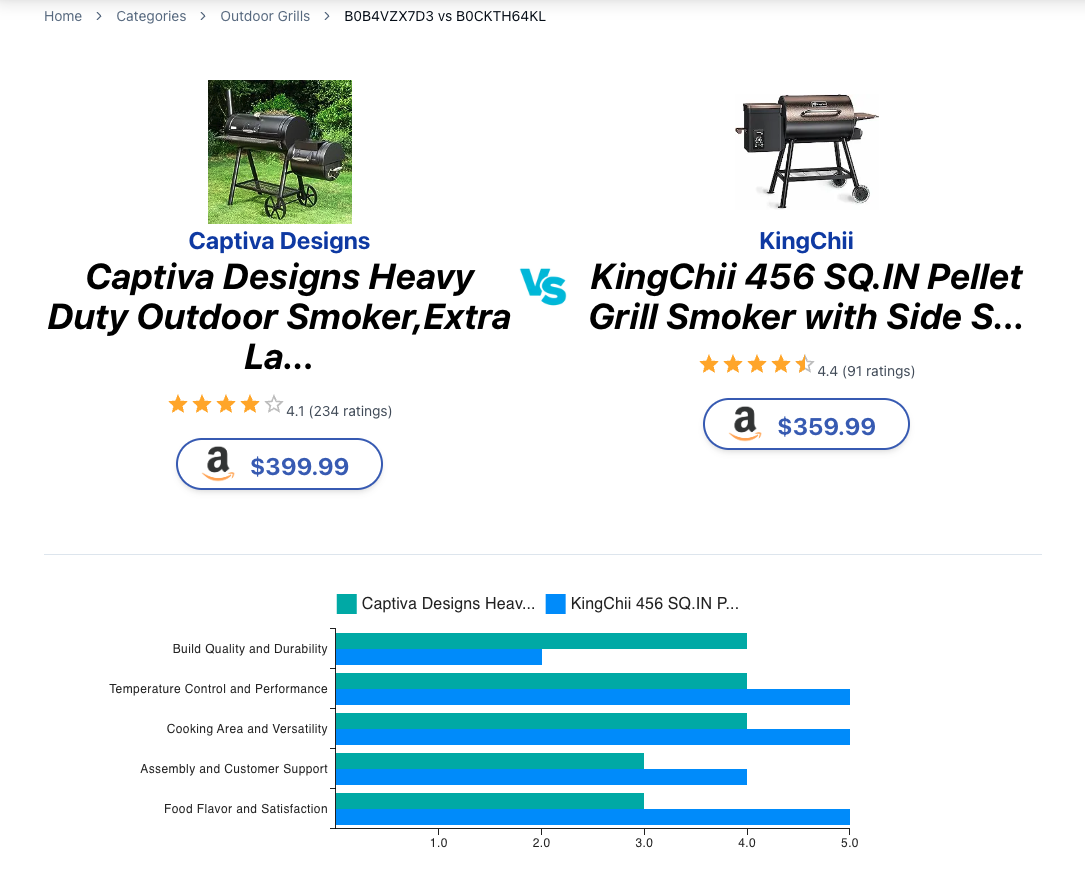 Home > Categories > Outdoor Grills > B0B4VZX7D3 vs B0CKTH64KL
Captiva Designs
Captiva Designs Heavy
Duty Outdoor Smoker,Extra
La...
4.1 (234 ratings)
a $399.99
VS
KingChii
KingChii 456 SQ.IN Pellet
Grill Smoker with Side S...
4.4 (91 ratings)
a $359.99
Captiva Designs Heav... KingChii 456 SQ.IN P...
Build Quality and Durability
Temperature Control and Performance
Cooking Area and Versatility
Assembly and Customer Support
Food Flavor and Satisfaction
1.0 2.0 3.0 4.0 5.0